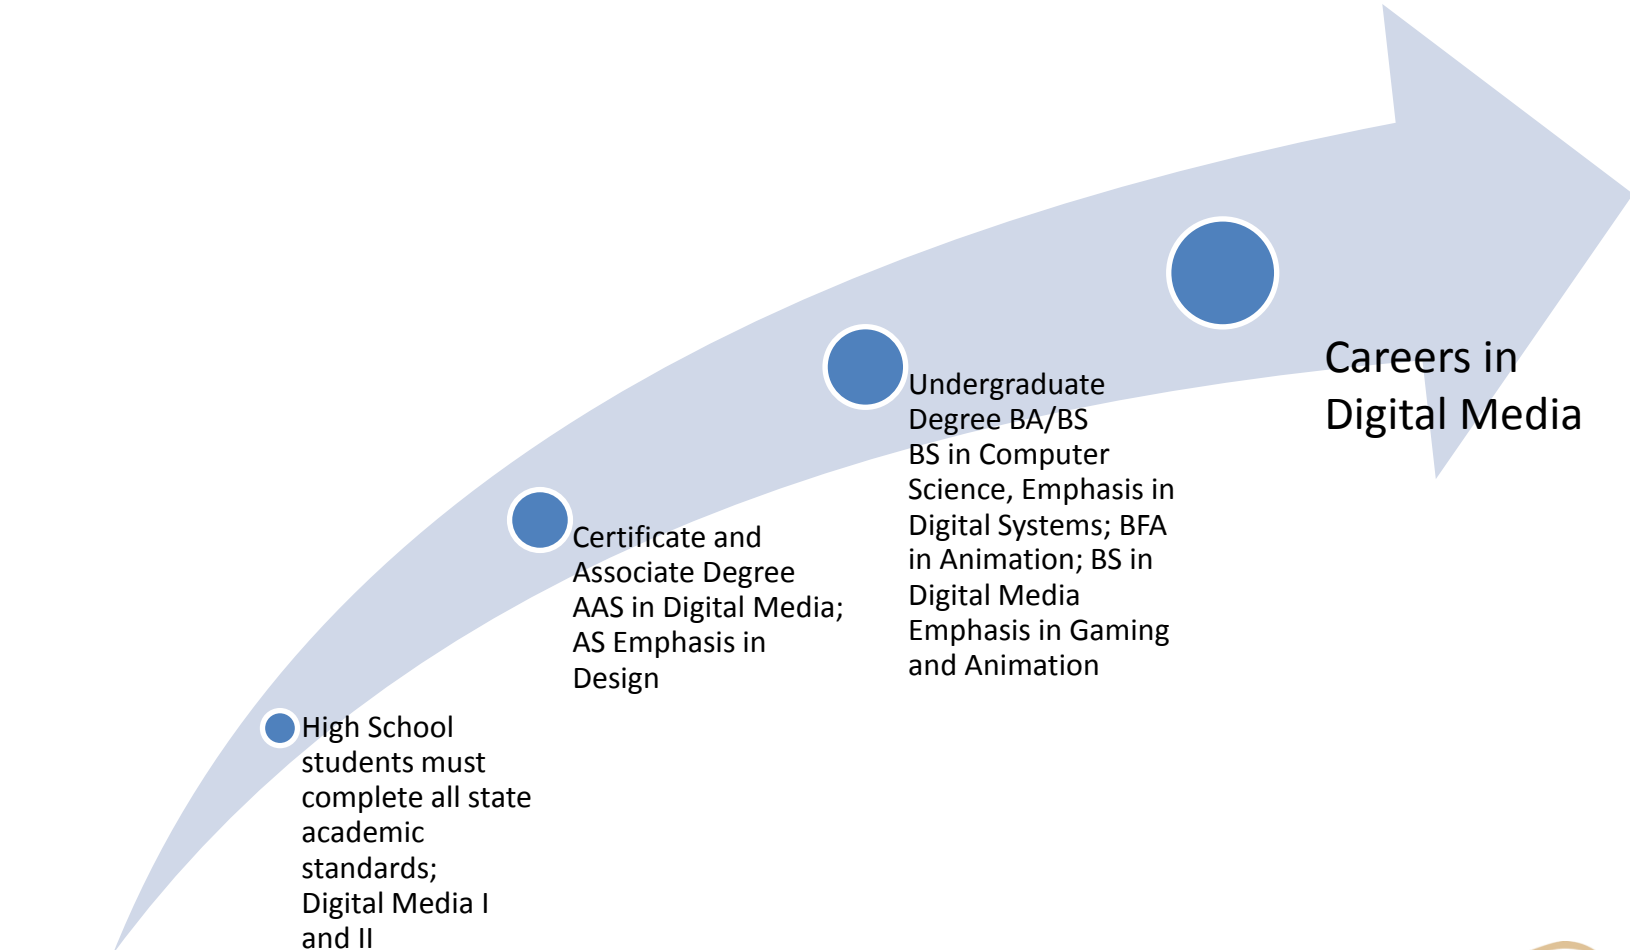 High School
students must
complete all state
academic
standards;
Digital Media I
and II
Certificate and
Associate Degree
AAS in Digital Media;
AS Emphasis in
Design
Undergraduate
Degree BA/BS
BS in Computer
Science, Emphasis in
Digital Systems; BFA
in Animation; BS in
Digital Media
Emphasis in Gaming
and Animation
Careers in
Digital Media